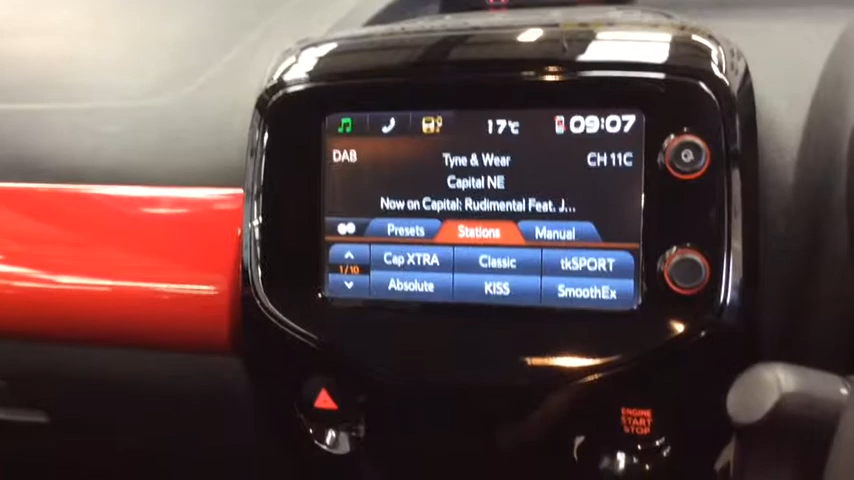 17℃ 09:07
DAB Tyne & Wear CH 11C
Capital NE
Now on Capital: Rudimental Feat. J...
Presets Stations Manual
Cap XTRA Classic tkSPORT
1/10
Absolute KISS SmoothEx
ENGINE
START
STOP